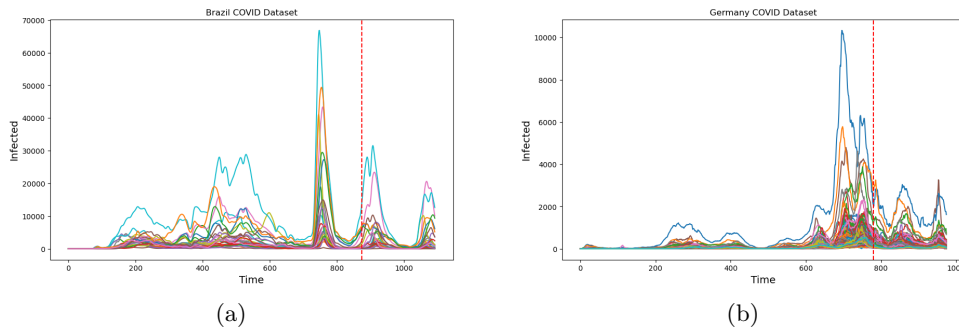 Brazil COVID Dataset
70000
60000
50000
40000
30000
20000
10000
0
Infected
0 200 400 600 800 1000
Time
(a)
Germany COVID Dataset
10000
8000
6000
4000
2000
0
Infected
0 200 400 600 800 1000
Time
(b)